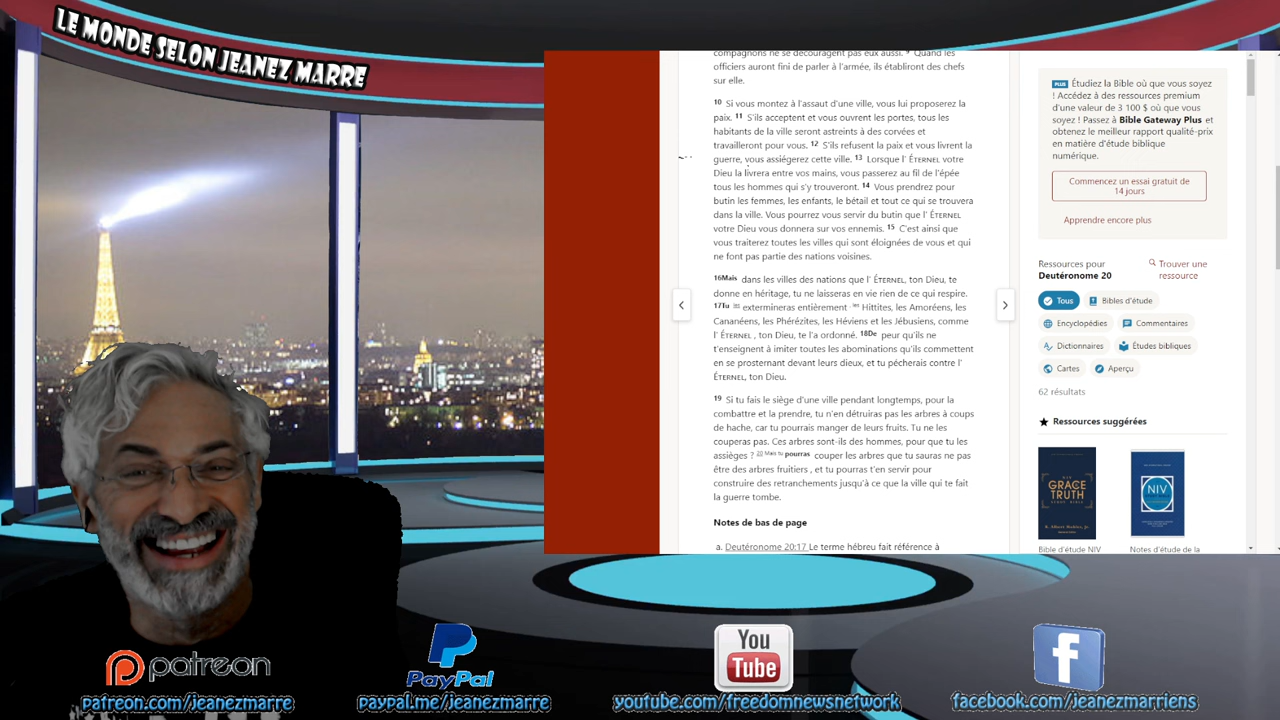 LE MONDE SELON JEANEZ MARRE
compagnons ne se découragent pas eux aussi. 9 Quand les
officiers auront fini de parler à l'armée, ils établiront des chefs
sur elle.
10 Si vous montez à l'assaut d'une ville, vous lui proposerez la
paix. 11 S'ils acceptent et vous ouvrent les portes, tous les
habitants de la ville seront astreints à des corvées et
travailleront pour vous. 12 S'ils refusent la paix et vous livrent la
guerre, vous assiégerez cette ville. 13 Lorsque l' ÉTERNEL votre
Dieu la livrera entre vos mains, vous passerez au fil de l'épée
tous les hommes qui s'y trouveront. 14 Vous prendrez pour
butin les femmes, les enfants, le bétail et tout ce qui se trouvera
dans la ville. Vous pourrez vous servir du butin que l' ÉTERNEL
votre Dieu vous donnera sur vos ennemis. 15 C'est ainsi que
vous traiterez toutes les villes qui sont éloignées de vous et qui
ne font pas partie des nations voisines.
16Mais dans les villes des nations que l' ÉTERNEL, ton Dieu, te
donne en héritage, tu ne laisseras en vie rien de ce qui respire.
17Tu extermineras entièrement les Hittites, les Amoréens, les
Cananéens, les Phérézites, les Héviens et les Jébusiens, comme
l' ÉTERNEL , ton Dieu, te l'a ordonné. 18De peur qu'ils ne
t'enseignent à imiter toutes les abominations qu'ils commettent
en se prosternant devant leurs dieux, et tu pécherais contre l'
ÉTERNEL, ton Dieu.
19 Si tu fais le siège d'une ville pendant longtemps, pour la
combattre et la prendre, tu n'en détruiras pas les arbres à coups
de hache, car tu pourrais manger de leurs fruits. Tu ne les
couperas pas. Ces arbres sont-ils des hommes, pour que tu les
assièges ? 20 Mais tu pourras couper les arbres que tu sauras ne pas
être des arbres fruitiers , et tu pourras t'en servir pour
construire des retranchements jusqu'à ce que la ville qui te fait
la guerre tombe.
Notes de bas de page
a. Deutéronome 20:17 Le terme hébreu fait référence à
PLUS Étudiez la Bible où que vous soyez
! Accédez à des ressources premium
d'une valeur de 3 100 $ où que vous
soyez ! Passez à Bible Gateway Plus et
obtenez le meilleur rapport qualité-prix
en matière d'étude biblique
numérique.
Commencez un essai gratuit de
14 jours
Apprendre encore plus
Ressources pour
Deutéronome 20
Trouver une
ressource
Tous
Bibles d'étude
Encyclopédies
Commentaires
Dictionnaires
Études bibliques
Cartes
Aperçu
62 résultats
Ressources suggérées
GRACE
TRUTH
NIV
Bible d'étude NIV
Notes d'étude de la
patreon
PayPal
You
Tube
f
patreon.com/jeanezmarre
paypal.me/jeanezmarre
youtube.com/freedomnewsnetwork
facebook.com/jeanezmarriens